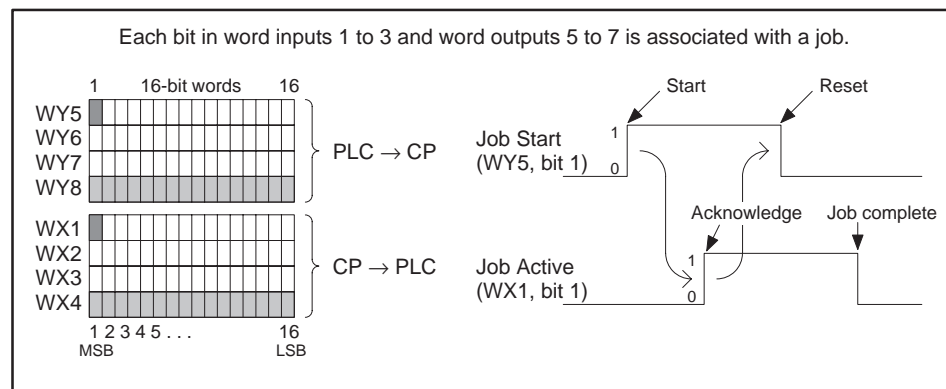 Each bit in word inputs 1 to 3 and word outputs 5 to 7 is associated with a job.
1 16-bit words 16
WY5
WY6
WY7
WY8
PLC → CP
WX1
WX2
WX3
WX4
CP → PLC
1 2 3 4 5 . . . 16
MSB LSB
Start Reset
Job Start
(WY5, bit 1)
1
0
Acknowledge Job complete
Job Active
(WX1, bit 1)
1
0